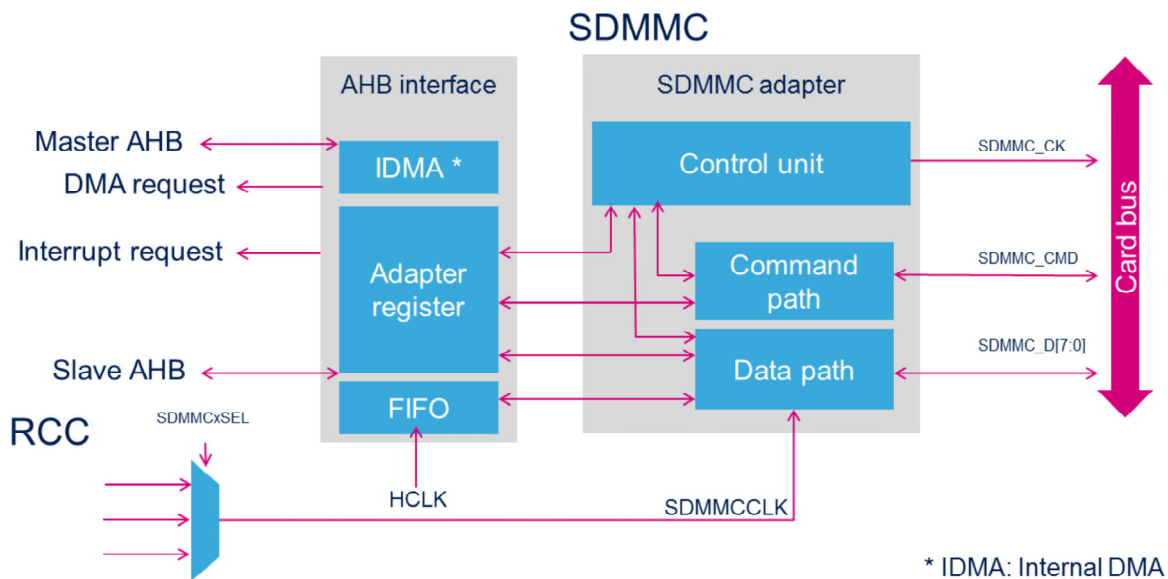 SDMMC
AHB interface
SDMMC adapter
Master AHB
IDMA *
Control unit
SDMMC_CK
DMA request
Interrupt request
Adapter
register
Command
path
SDMMC_CMD
Card bus
Slave AHB
Data path
SDMMC_D[7:0]
FIFO
RCC
SDMMCxSEL
HCLK
SDMMCCLK
* IDMA: Internal DMA